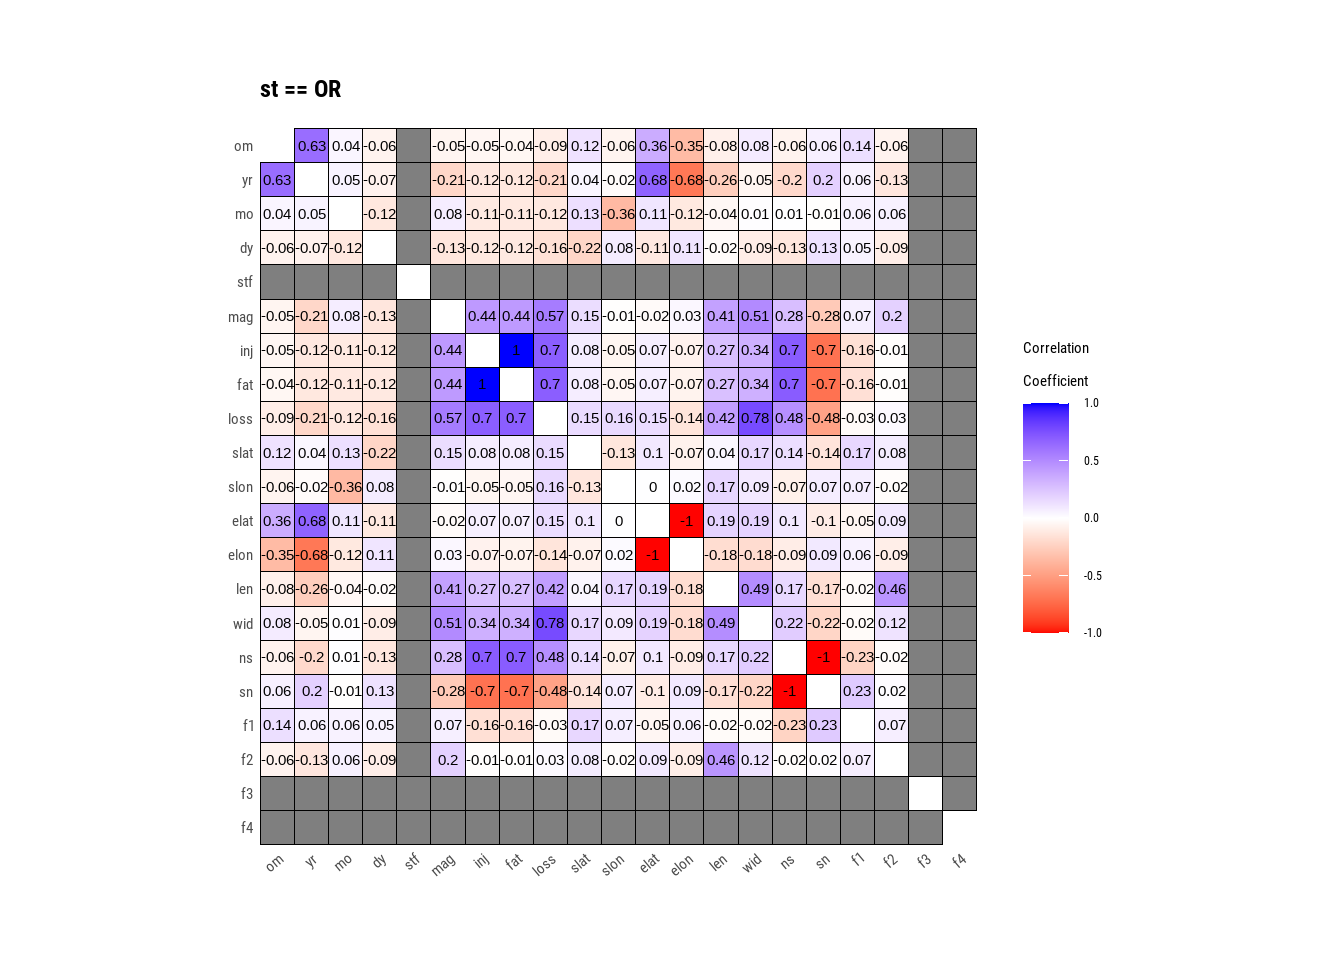 st == OR
om 0.63 0.04 -0.06 -0.05 -0.05 -0.04 -0.09 0.12 -0.06 0.36 -0.35 -0.08 0.08 -0.06 0.06 0.14 -0.06
yr 0.63 0.05 -0.07 -0.21 -0.12 -0.12 -0.21 0.04 -0.02 0.68 -0.68 -0.26 -0.05 -0.2 0.2 0.06 -0.13
mo 0.04 0.05 -0.12 0.08 -0.11 -0.11 -0.12 0.13 -0.36 0.11 -0.12 -0.04 0.01 0.01 -0.01 0.06 0.06
dy -0.06 -0.07 -0.12 -0.13 -0.12 -0.12 -0.16 -0.22 0.08 -0.11 0.11 -0.02 -0.09 -0.13 0.13 0.05 -0.09
stf
mag -0.05 -0.21 0.08 -0.13 0.44 0.44 0.57 0.15 -0.01 -0.02 0.03 0.41 0.51 0.28 -0.28 0.07 0.2
inj -0.05 -0.12 -0.11 -0.12 0.44 1 0.7 0.08 -0.05 0.07 -0.07 0.27 0.34 0.7 -0.7 -0.16 -0.01
fat -0.04 -0.12 -0.11 -0.12 0.44 1 0.7 0.08 -0.05 0.07 -0.07 0.27 0.34 0.7 -0.7 -0.16 -0.01
loss -0.09 -0.21 -0.12 -0.16 0.57 0.7 0.7 0.15 0.16 0.15 -0.14 0.42 0.78 0.48 -0.48 -0.03 0.03
slat 0.12 0.04 0.13 -0.22 0.15 0.08 0.08 0.15 -0.13 0.1 -0.07 0.04 0.17 0.14 -0.14 0.17 0.08
slon -0.06 -0.02 -0.36 0.08 -0.01 -0.05 -0.05 0.16 -0.13 0 0.02 0.17 0.09 -0.07 0.07 0.07 -0.02
elat 0.36 0.68 0.11 -0.11 -0.02 0.07 0.07 0.15 0.1 0 -1 0.19 0.19 0.1 -0.1 -0.05 0.09
elon -0.35 -0.68 -0.12 0.11 0.03 -0.07 -0.07 -0.14 -0.07 0.02 -1 -0.18 -0.18 -0.09 0.09 0.06 -0.09
len -0.08 -0.26 -0.04 -0.02 0.41 0.27 0.27 0.42 0.04 0.17 0.19 -0.18 0.49 0.17 -0.17 -0.02 0.46
wid 0.08 -0.05 0.01 -0.09 0.51 0.34 0.34 0.78 0.17 0.09 0.19 -0.18 0.49 0.22 -0.22 -0.02 0.12
ns -0.06 -0.2 0.01 -0.13 0.28 0.7 0.7 0.48 0.14 -0.07 0.1 -0.09 0.17 0.22 -1 -0.23 -0.02
sn 0.06 0.2 -0.01 0.13 -0.28 -0.7 -0.7 -0.48 -0.14 0.07 -0.1 0.09 -0.17 -0.22 -1 0.23 0.02
f1 0.14 0.06 0.06 0.05 0.07 -0.16 -0.16 -0.03 0.17 0.07 -0.05 0.06 -0.02 -0.02 -0.23 0.23 0.07
f2 -0.06 -0.13 0.06 -0.09 0.2 -0.01 -0.01 0.03 0.08 -0.02 0.09 -0.09 0.46 0.12 -0.02 0.02 0.07
f3
f4
om yr mo dy stf mag inj fat loss slat slon elat elon len wid ns sn f1 f2 f3 f4
Correlation
Coefficient
1.0
0.5
0.0
-0.5
-1.0